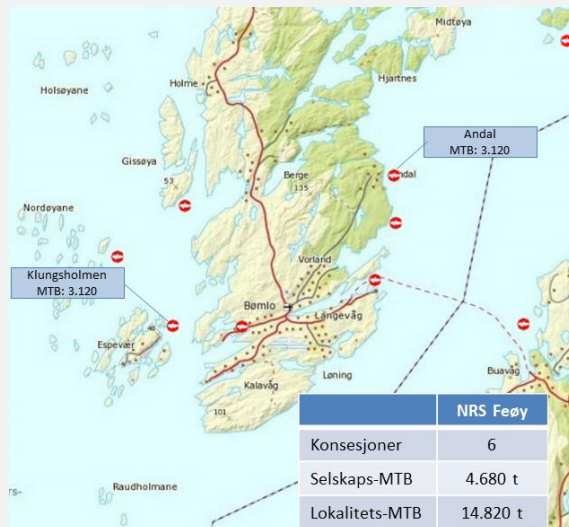 Midtøya
Holsøyane
Holme
Hjartnes
Andal
MTB: 3.120
Gissøya
53
Berge
135
Nordøyane
Vorland
Klungsholmen
MTB: 3.120
Bømlo
Langevåg
Espevær
Buavåg
Kalavåg
Løning
101
NRS Feøy
Konsesjoner 6
Selskaps-MTB 4.680 t
Raudholmane
Lokalitets-MTB 14.820 t